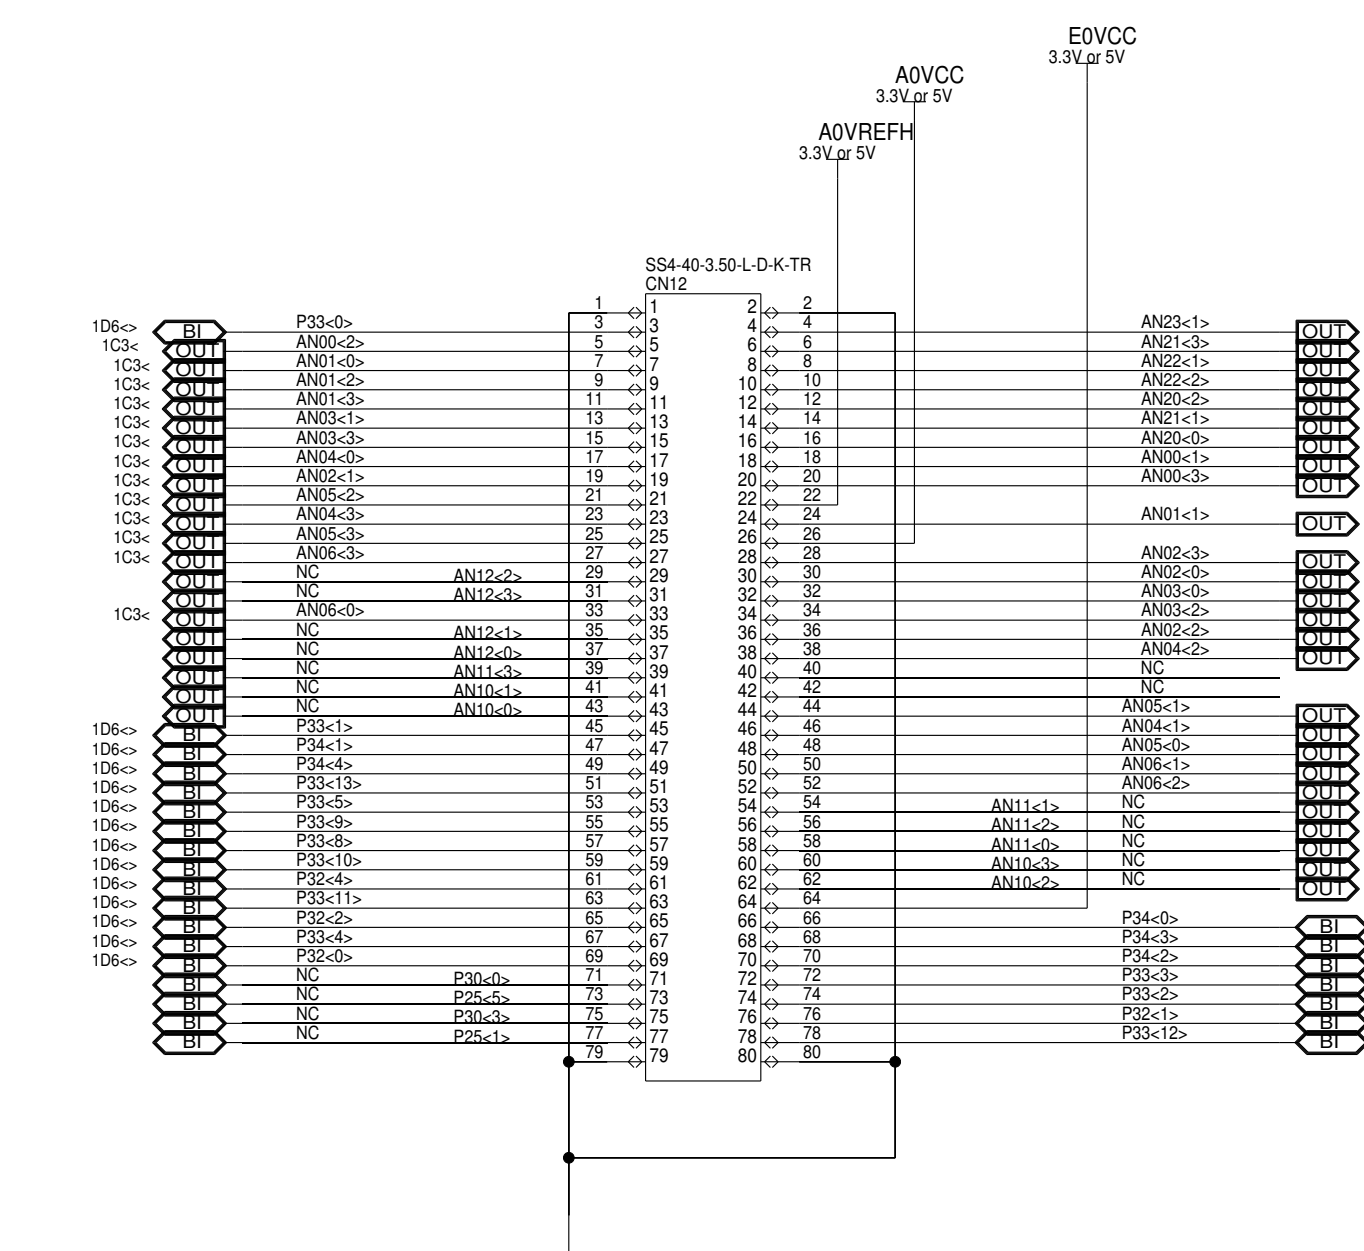 E0VCC
3.3V or 5V
A0VCC
3.3V or 5V
A0VREFH
3.3V or 5V
SS4-40-3.50-L-D-K-TR
CN12
1 1 2 2
1D6<> BI P33<0> 3 3 4 4 AN23<1> OUT
1C3< OUT AN00<2> 5 5 6 6 AN21<3> OUT
1C3< OUT AN01<0> 7 7 8 8 AN22<1> OUT
1C3< OUT AN01<2> 9 9 10 10 AN22<2> OUT
1C3< OUT AN01<3> 11 11 12 12 AN20<2> OUT
1C3< OUT AN03<1> 13 13 14 14 AN21<1> OUT
1C3< OUT AN03<3> 15 15 16 16 AN20<0> OUT
1C3< OUT AN04<0> 17 17 18 18 AN00<1> OUT
1C3< OUT AN02<1> 19 19 20 20 AN00<3> OUT
1C3< OUT AN05<2> 21 21 22 22
1C3< OUT AN04<3> 23 23 24 24 AN01<1> OUT
1C3< OUT AN05<3> 25 25 26 26
1C3< OUT AN06<3> 27 27 28 28 AN02<3> OUT
OUT NC AN12<2> 29 29 30 30 AN02<0> OUT
OUT NC AN12<3> 31 31 32 32 AN03<0> OUT
1C3< OUT AN06<0> 33 33 34 34 AN03<2> OUT
OUT NC AN12<1> 35 35 36 36 AN02<2> OUT
OUT NC AN12<0> 37 37 38 38 AN04<2> OUT
OUT NC AN11<3> 39 39 40 40 NC
OUT NC AN10<1> 41 41 42 42 NC
OUT NC AN10<0> 43 43 44 44 AN05<1> OUT
1D6<> BI P33<1> 45 45 46 46 AN04<1> OUT
1D6<> BI P34<1> 47 47 48 48 AN05<0> OUT
1D6<> BI P34<4> 49 49 50 50 AN06<1> OUT
1D6<> BI P33<13> 51 51 52 52 AN06<2> OUT
1D6<> BI P33<5> 53 53 54 54 AN11<1> NC OUT
1D6<> BI P33<9> 55 55 56 56 AN11<2> NC OUT
1D6<> BI P33<8> 57 57 58 58 AN11<0> NC OUT
1D6<> BI P33<10> 59 59 60 60 AN10<3> NC OUT
1D6<> BI P32<4> 61 61 62 62 AN10<2> NC OUT
1D6<> BI P33<11> 63 63 64 64
1D6<> BI P32<2> 65 65 66 66 P34<0> BI
1D6<> BI P33<4> 67 67 68 68 P34<3> BI
1D6<> BI P32<0> 69 69 70 70 P34<2> BI
BI NC P30<0> 71 71 72 72 P33<3> BI
BI NC P25<5> 73 73 74 74 P33<2> BI
BI NC P30<3> 75 75 76 76 P32<1> BI
BI NC P25<1> 77 77 78 78 P33<12> BI
79 79 80 80